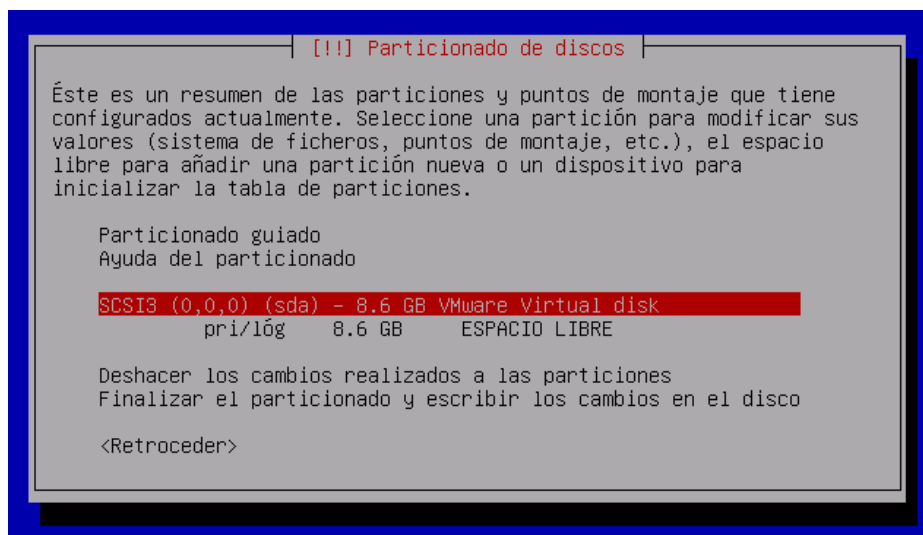 [!!] Particionado de discos
Éste es un resumen de las particiones y puntos de montaje que tiene
configurados actualmente. Seleccione una partición para modificar sus
valores (sistema de ficheros, puntos de montaje, etc.), el espacio
libre para añadir una partición nueva o un dispositivo para
inicializar la tabla de particiones.
Particionado guiado
Ayuda del particionado
SCSI3 (0,0,0) (sda) – 8.6 GB VMware Virtual disk
pri/lóg 8.6 GB ESPACIO LIBRE
Deshacer los cambios realizados a las particiones
Finalizar el particionado y escribir los cambios en el disco
<Retroceder>